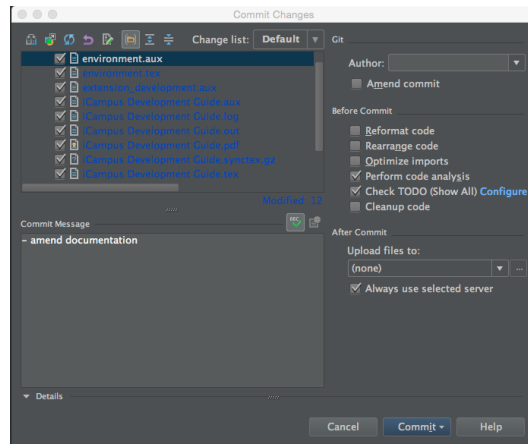 Commit Changes
Change list: Default
environment.aux
environment.tex
extension_development.aux
ICampus Development Guide.aux
ICampus Development Guide.log
ICampus Development Guide.out
ICampus Development Guide.pdf
ICampus Development Guide.synctex.gz
ICampus Development Guide.tex
Modified 12
Commit Message
- amend documentation
Details
Git
Author:
Amend commit
Before Commit
Reformat code
Rearrange code
Optimize imports
Perform code analysis
Check TODO (Show All) Configure
Cleanup code
After Commit
Upload files to:
(none)
...
Always use selected server
Cancel
Commit
Help